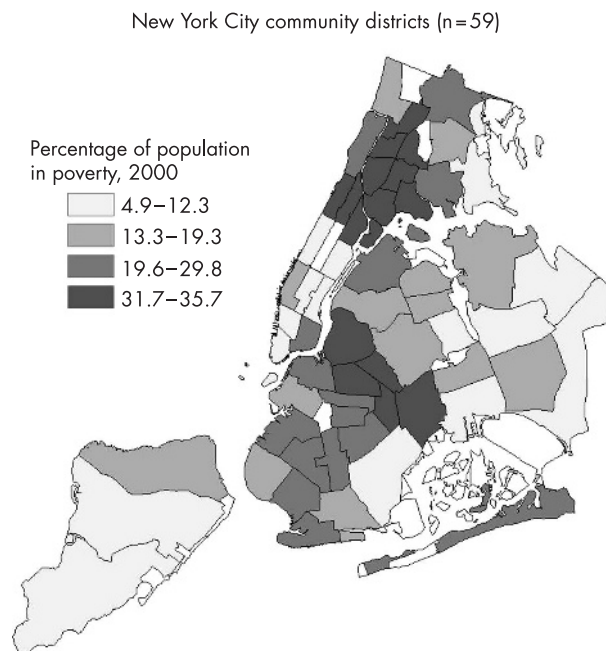 New York City community districts (n=59)
Percentage of population
in poverty, 2000
4.9–12.3
13.3–19.3
19.6–29.8
31.7–35.7